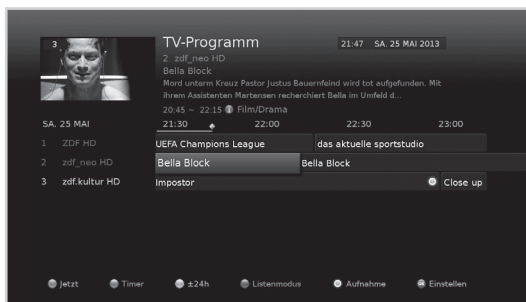 3
TV-Programm
21:47 SA. 25 MAI 2013
2 zdf_neo HD
Bella Block
Mord unterm Kreuz Pastor Justus Bauernfeind wird tot aufgefunden. Mit
ihrem Assistenten Martensen recherchiert Bella im Umfeld d...
20:45 ~ 22:15 Film/Drama
SA. 25 MAI 21:30 22:00 22:30 23:00
1 ZDF HD UEFA Champions League das aktuelle sportstudio
2 zdf_neo HD Bella Block Bella Block
3 zdf.kultur HD Impostor Close up
Jetzt Timer ±24h Listenmodus Aufnahme Einstellen